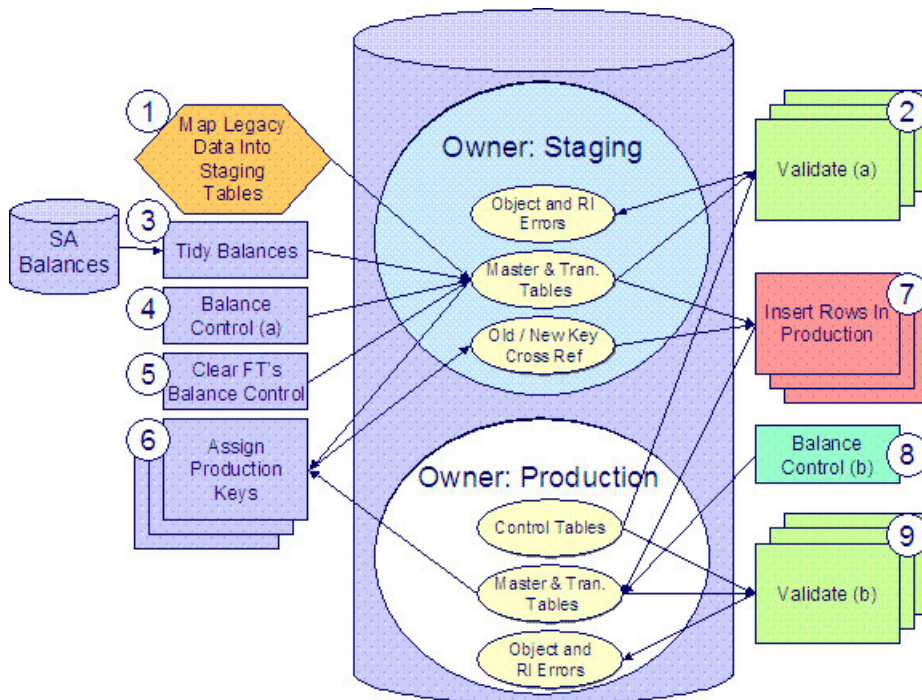 1
Map Legacy
Data Into
Staging
Tables
SA
Balances
3
Tidy Balances
4
Balance
Control (a)
5
Clear FT's
Balance Control
6
Assign
Production
Keys
Owner: Staging
Object and RI
Errors
Master & Tran.
Tables
Old / New Key
Cross Ref
Owner: Production
Control Tables
Master & Tran.
Tables
Object and
RI Errors
2
Validate (a)
7
Insert Rows In
Production
8
Balance
Control (b)
9
Validate (b)